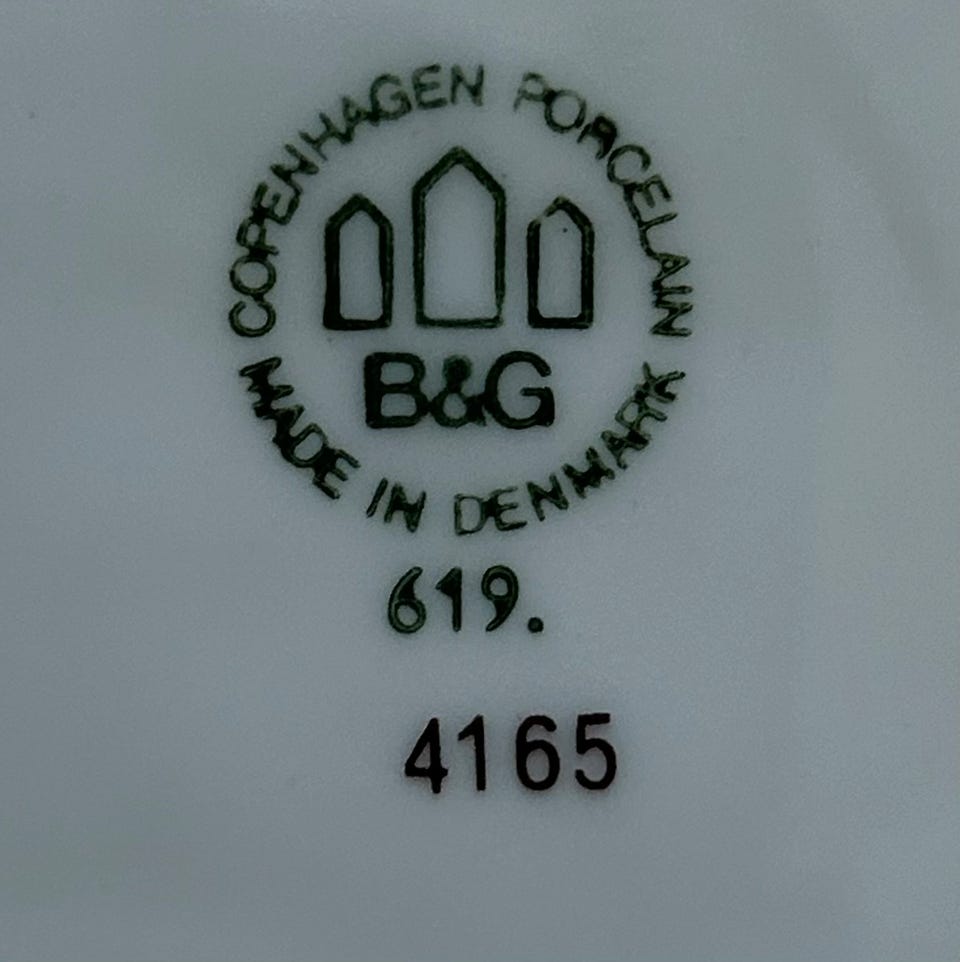 COPENHAGEN PORCELAIN
B&G
MADE IN DENMARK
619.
4165